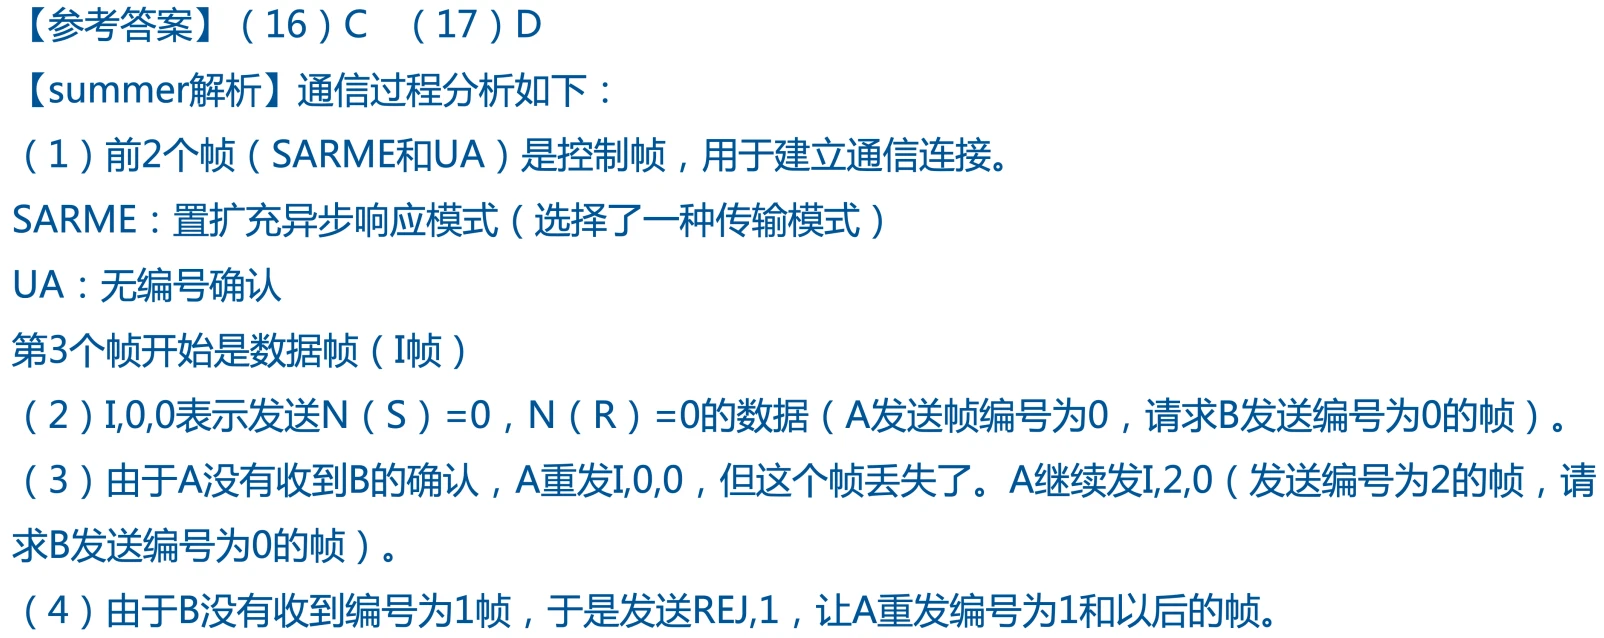 【参考答案】（16）C （17）D
【summer解析】通信过程分析如下：
（1）前2个帧（SARME和UA）是控制帧，用于建立通信连接。
SARME：置扩充异步响应模式（选择了一种传输模式）
UA：无编号确认
第3个帧开始是数据帧（I帧）
（2）I,0,0表示发送N（S）=0，N（R）=0的数据（A发送帧编号为0，请求B发送编号为0的帧）。
（3）由于A没有收到B的确认，A重发I,0,0，但这个帧丢失了。A继续发I,2,0（发送编号为2的帧，请
求B发送编号为0的帧）。
（4）由于B没有收到编号为1帧，于是发送REJ,1，让A重发编号为1和以后的帧。